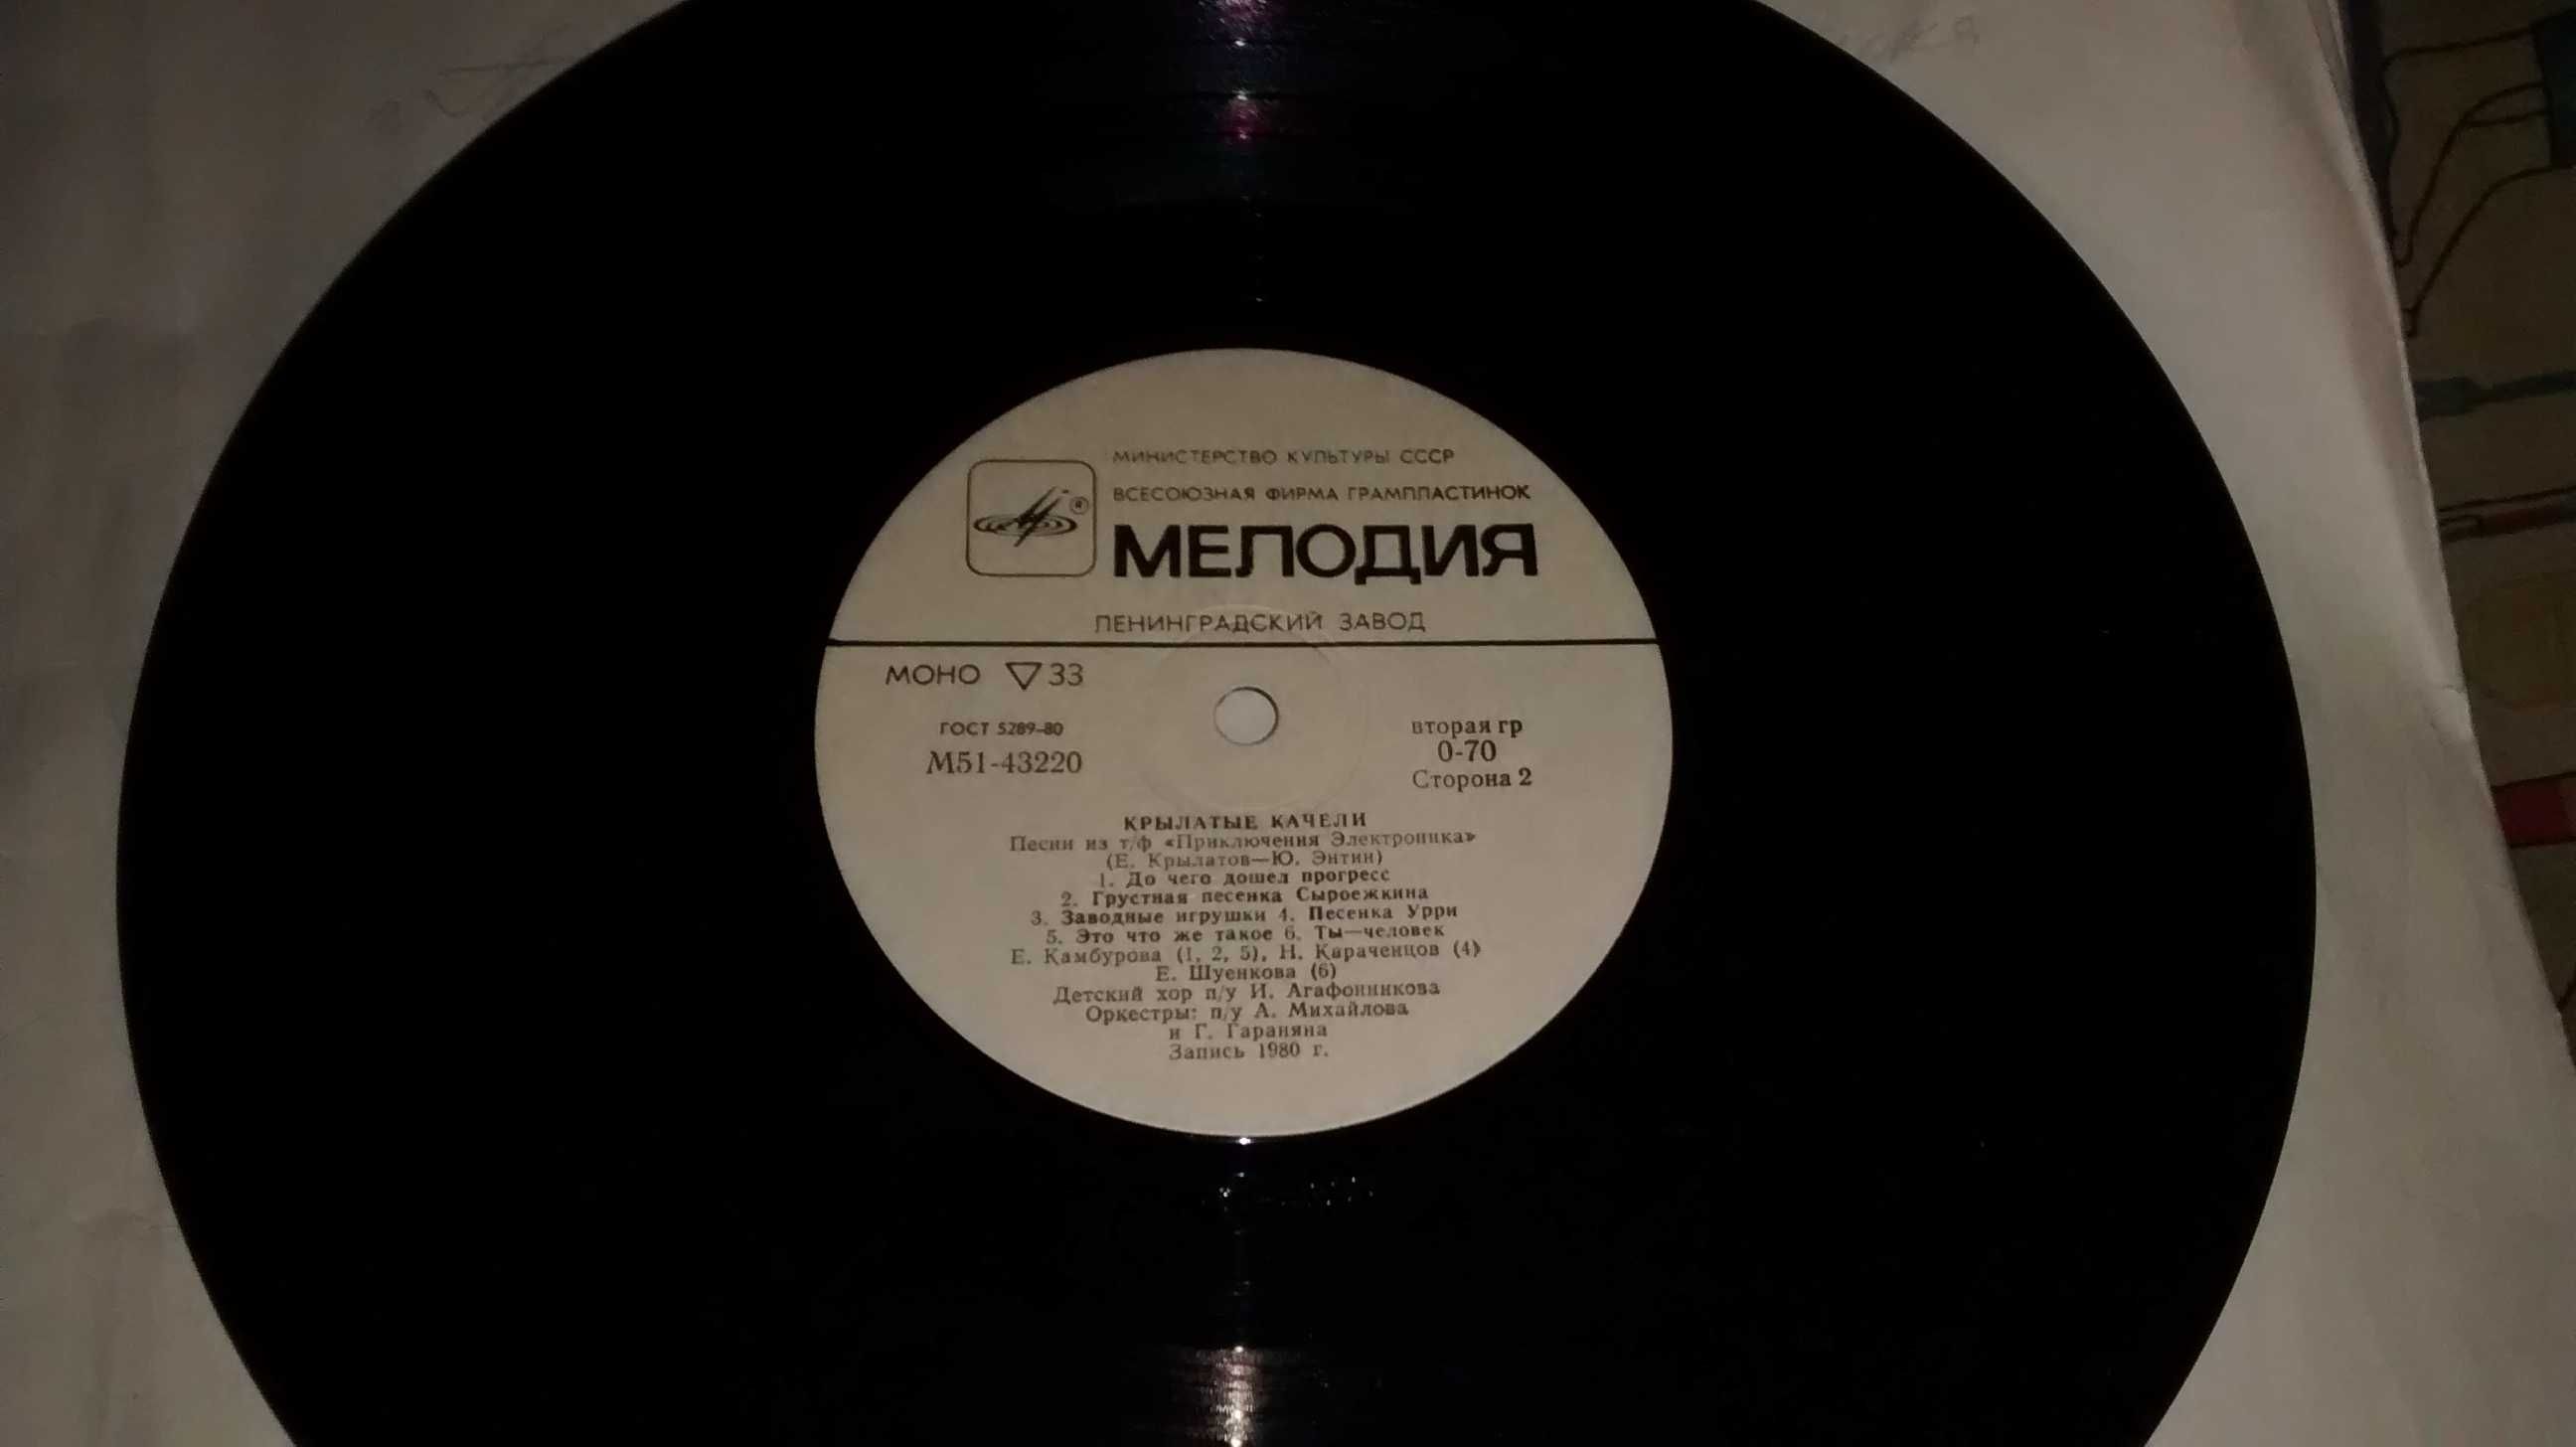 МИНИСТЕРСТВО КУЛЬТУРЫ СССР
ВСЕСОЮЗНАЯ ФИРМА ГРАМПЛАСТИНОК
МЕЛОДИЯ
®
ЛЕНИНГРАДСКИЙ ЗАВОД
МОНО ▽33
ГОСТ 5289-80
М51-43220
вторая гр
0-70
Сторона 2
КРЫЛАТЫЕ КАЧЕЛИ
Песни из т/ф «Приключения Электроника»
(Е. Крылатов—Ю. Энтин)
1. До чего дошел прогресс
2. Грустная песенка Сыроежкина
3. Заводные игрушки 4. Песенка Урри
5. Это что же такое 6. Ты—человек
Е. Камбурова (1, 2, 5), Н. Караченцов (4)
Е. Шуенкова (6)
Детский хор п/у И. Агафонникова
Оркестры: п/у А. Михайлова
и Г. Гараняна
Запись 1980 г.